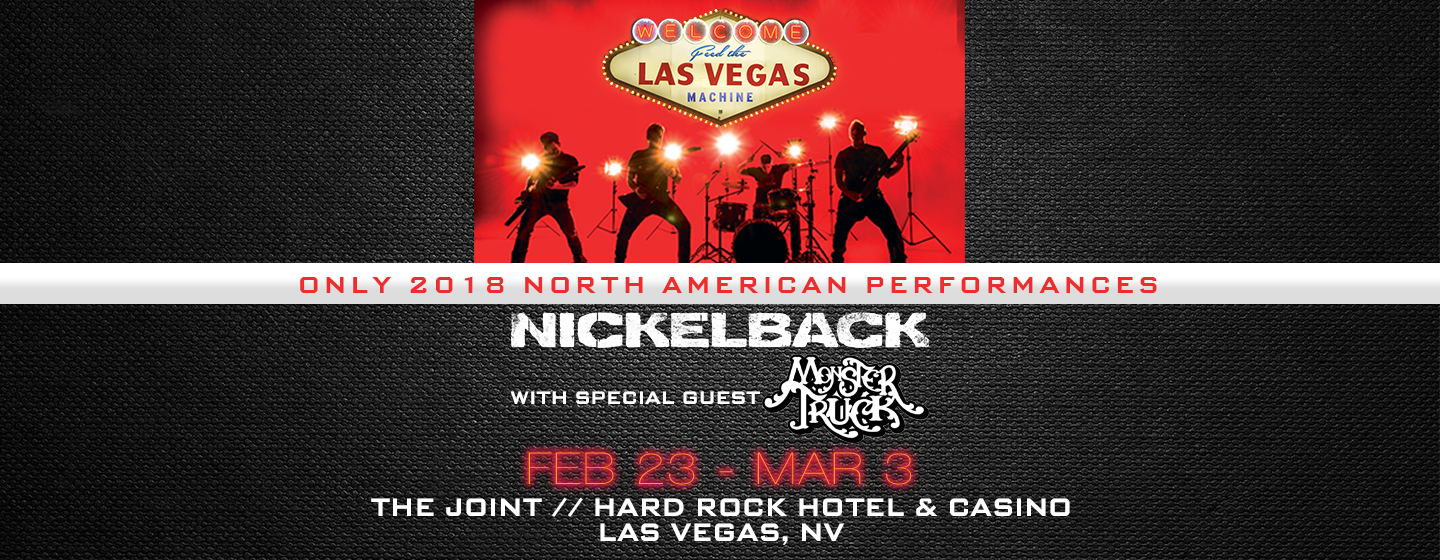 WELCOME
Feed the
LAS VEGAS
MACHINE
ONLY 2018 NORTH AMERICAN PERFORMANCES
NICKELBACK
WITH SPECIAL GUEST MONSTER TRUCK
FEB 23 - MAR 3
THE JOINT // HARD ROCK HOTEL & CASINO
LAS VEGAS, NV